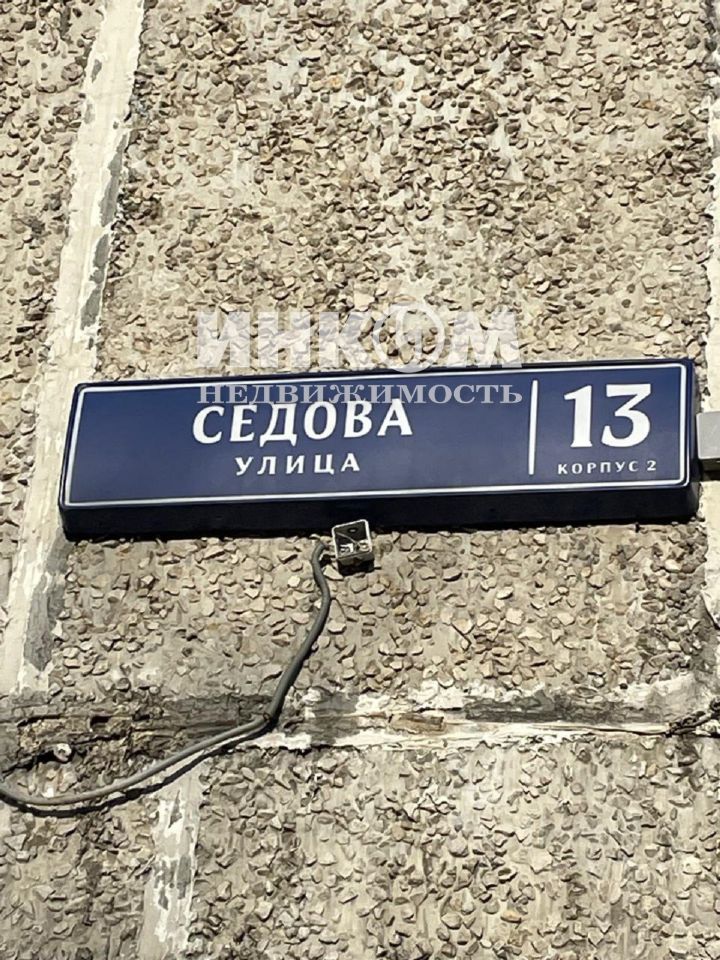 ИНКОМ
НЕДВИЖИМОСТЬ
СЕДОВА
УЛИЦА
13
КОРПУС 2